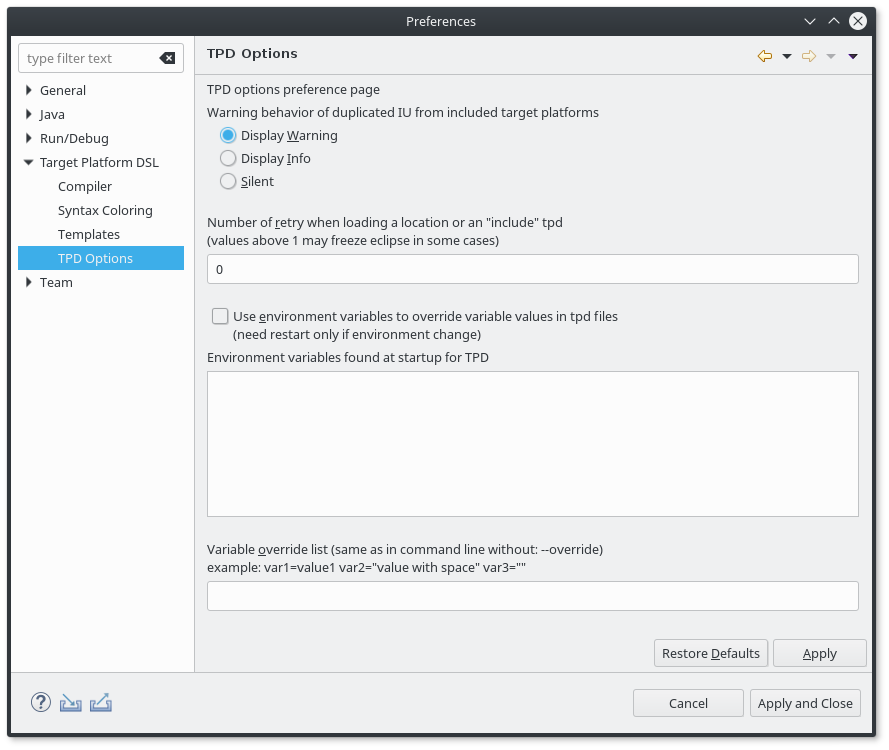 Preferences
type filter text
General
Java
Run/Debug
Target Platform DSL
Compiler
Syntax Coloring
Templates
TPD Options
Team
TPD Options
TPD options preference page
Warning behavior of duplicated IU from included target platforms
Display Warning
Display Info
Silent
Number of retry when loading a location or an "include" tpd
(values above 1 may freeze eclipse in some cases)
0
Use environment variables to override variable values in tpd files
(need restart only if environment change)
Environment variables found at startup for TPD
Variable override list (same as in command line without: --override)
example: var1=value1 var2="value with space" var3=""
Restore Defaults
Apply
?
Cancel
Apply and Close